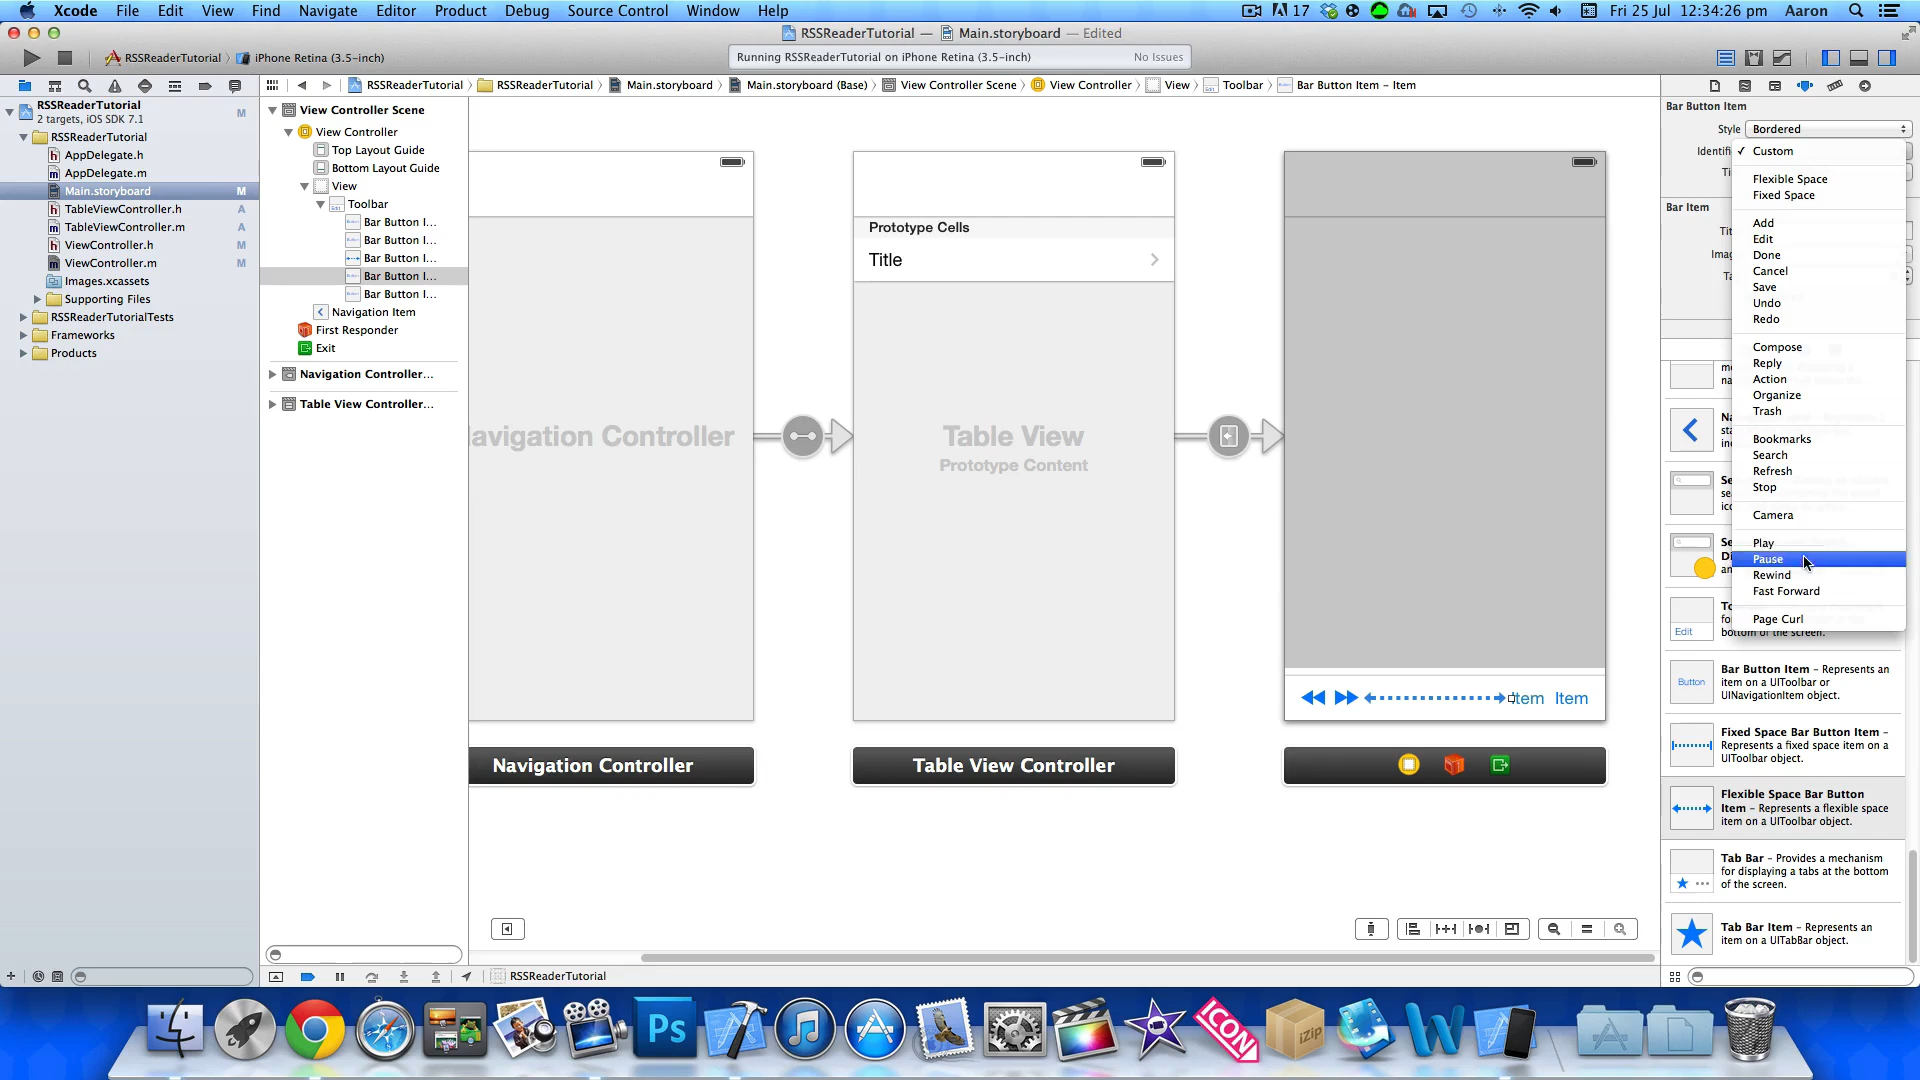 Xcode File Edit View Find Navigate Editor Product Debug Source Control Window Help
17 Fri 25 Jul 12:34:26 pm Aaron
RSSReaderTutorial — Main.storyboard — Edited
RSSReaderTutorial iPhone Retina (3.5-inch)
Running RSSReaderTutorial on iPhone Retina (3.5-inch) No Issues
RSSReaderTutorial RSSReaderTutorial Main.storyboard Main.storyboard (Base) View Controller Scene View Controller View Toolbar Bar Button Item – Item
RSSReaderTutorial M
2 targets, iOS SDK 7.1
RSSReaderTutorial
AppDelegate.h
AppDelegate.m
Main.storyboard M
TableViewController.h A
TableViewController.m A
ViewController.h M
ViewController.m M
Images.xcassets
Supporting Files
RSSReaderTutorialTests
Frameworks
Products
View Controller Scene
View Controller
Top Layout Guide
Bottom Layout Guide
View
Toolbar
Bar Button I...
Bar Button I...
Bar Button I...
Bar Button I...
Bar Button I...
Navigation Item
First Responder
Exit
Navigation Controller...
Table View Controller...
Navigation Controller
Prototype Cells
Title
Table View
Prototype Content
Item
Navigation Controller
Table View Controller
Bar Button Item
Style Bordered
Custom
Flexible Space
Fixed Space
Bar Item
Add
Edit
Done
Cancel
Save
Undo
Redo
Compose
Reply
Action
Organize
Trash
Bookmarks
Search
Refresh
Stop
Camera
Play
Pause
Rewind
Fast Forward
Page Curl
Edit
bottom of the screen.
Button
Bar Button Item – Represents an
item on a UIToolbar or
UINavigationItem object.
Fixed Space Bar Button Item –
Represents a fixed space item on a
UIToolbar object.
Flexible Space Bar Button
Item – Represents a flexible space
item on a UIToolbar object.
Tab Bar – Provides a mechanism
for displaying a tabs at the bottom
of the screen.
Tab Bar Item – Represents an
item on a UITabBar object.
RSSReaderTutorial
Ps
ICON
iZip
W